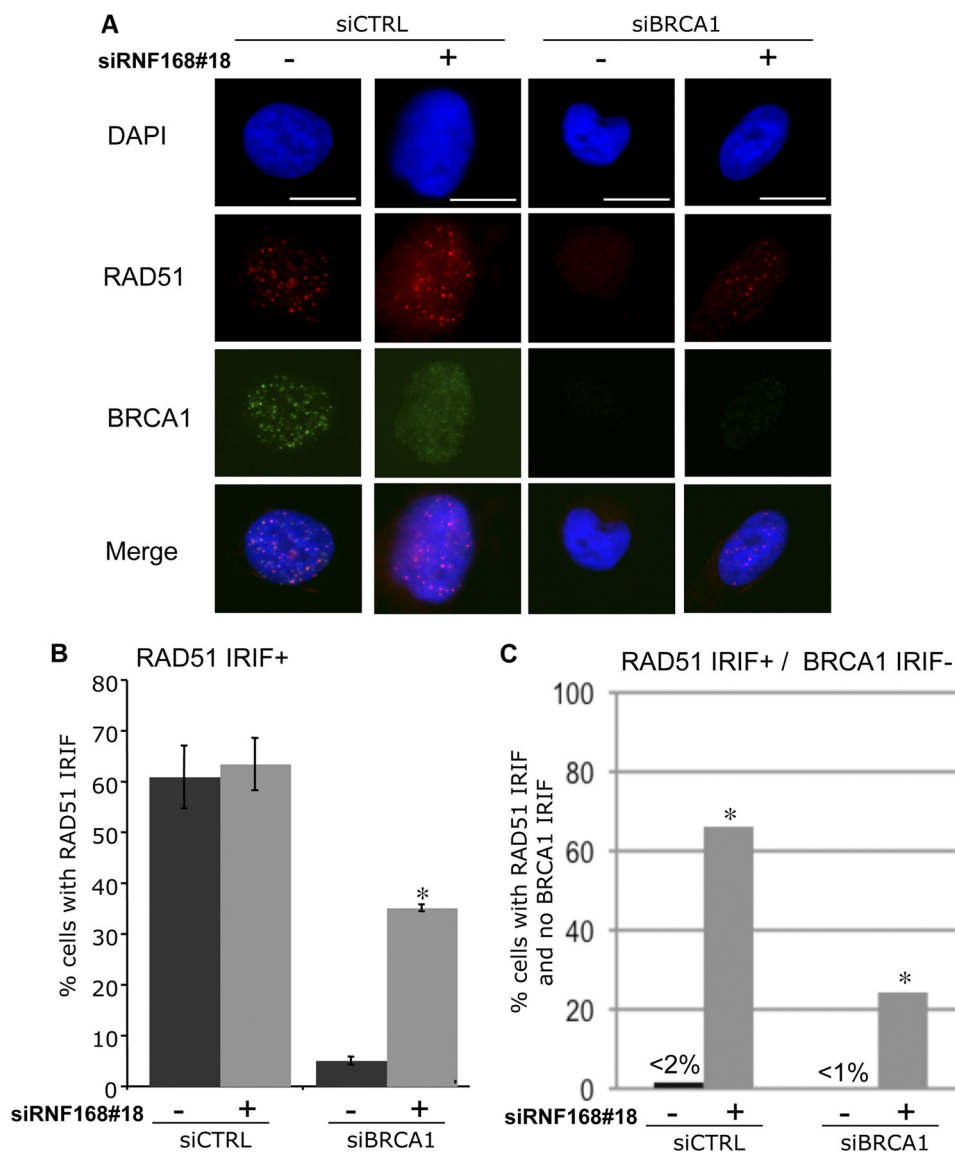 A
siCTRL siBRCA1
siRNF168#18 - + - +
DAPI
RAD51
BRCA1
Merge
B
RAD51 IRIF+
% cells with RAD51 IRIF
80
70
60
50
40
30
20
10
0
*
siRNF168#18 - + - +
siCTRL siBRCA1
C
RAD51 IRIF+ / BRCA1 IRIF-
% cells with RAD51 IRIF
and no BRCA1 IRIF
100
80
60
40
20
0
<2%
*
<1%
*
siRNF168#18 - + - +
siCTRL siBRCA1